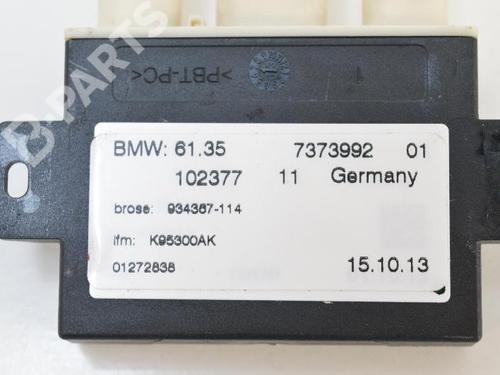 B-PARTS
>PBT-PC<
1
BMW: 61.35 7373992 01
102377 11 Germany
brose: 934367-114
ifm: K95300AK
01272838 15.10.13